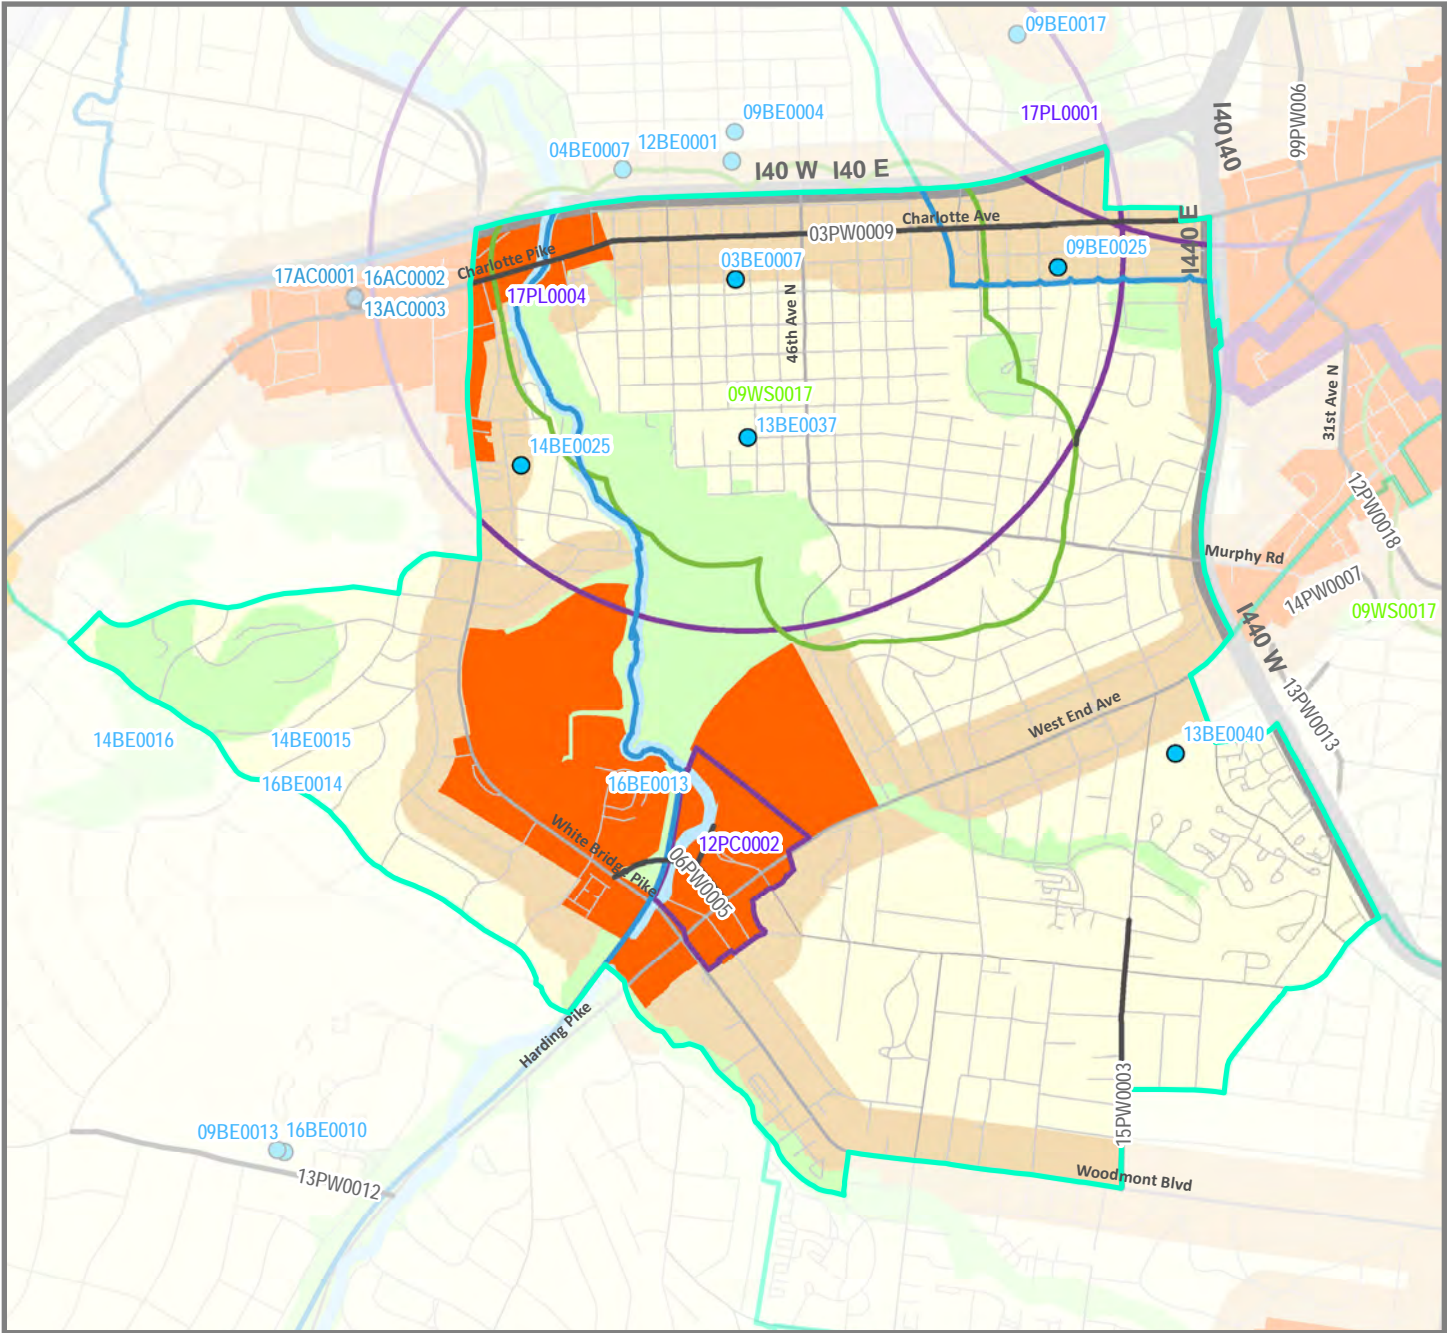 09BE0017
99PW006
17PL0001
I40
I40
09BE0004
12BE0001
04BE0007
I40 W I40 E
Charlotte Ave
03PW0009
I440 E
09BE0025
Charlotte Pike
17AC0001
16AC0002
13AC0003
03BE0007
17PL0004
46th Ave N
09WS0017
13BE0037
14BE0025
31st Ave N
12PW0018
Murphy Rd
14PW0007
09WS0017
I440 W
13PW0013
West End Ave
13BE0040
14BE0016
14BE0015
16BE0014
16BE0013
White Bridge Pike
12PC0002
06PW0005
Harding Pike
15PW0003
09BE0013
16BE0010
13PW0012
Woodmont Blvd